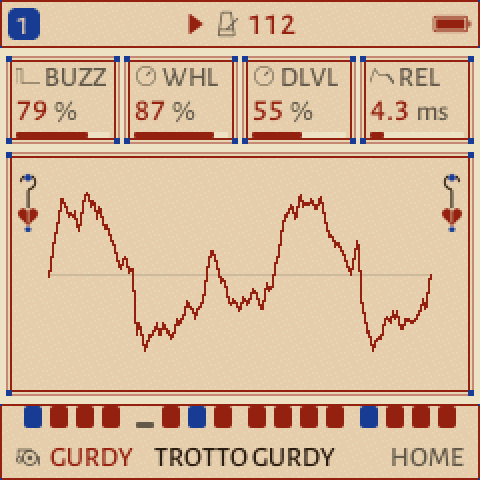 1 112
BUZZ WHL DLVL REL
79 % 87 % 55 % 4.3 ms
GURDY TROTTO GURDY HOME